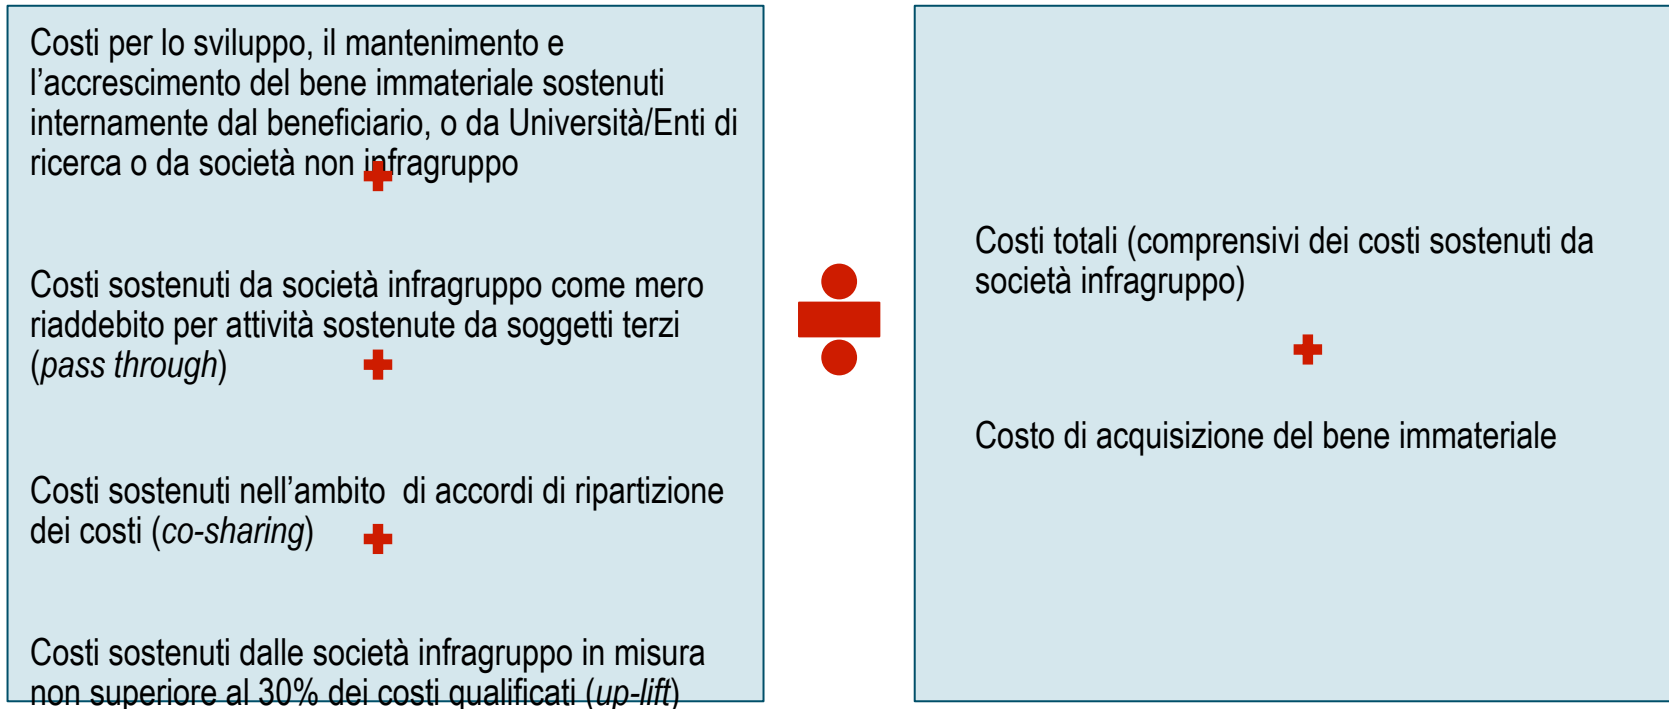 Costi per lo sviluppo, il mantenimento e
l’accrescimento del bene immateriale sostenuti
internamente dal beneficiario, o da Università/Enti di
ricerca o da società non infragruppo
Costi sostenuti da società infragruppo come mero
riaddebito per attività sostenute da soggetti terzi
(pass through)
Costi sostenuti nell’ambito di accordi di ripartizione
dei costi (co-sharing)
Costi sostenuti dalle società infragruppo in misura
non superiore al 30% dei costi qualificati (up-lift)
Costi totali (comprensivi dei costi sostenuti da
società infragruppo)
Costo di acquisizione del bene immateriale